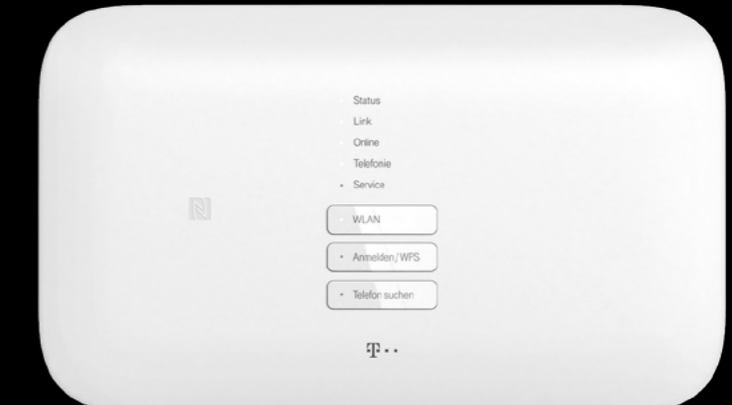 Status
Link
Online
Telefonie
Service
WLAN
Anmelden/WPS
Telefon suchen
T